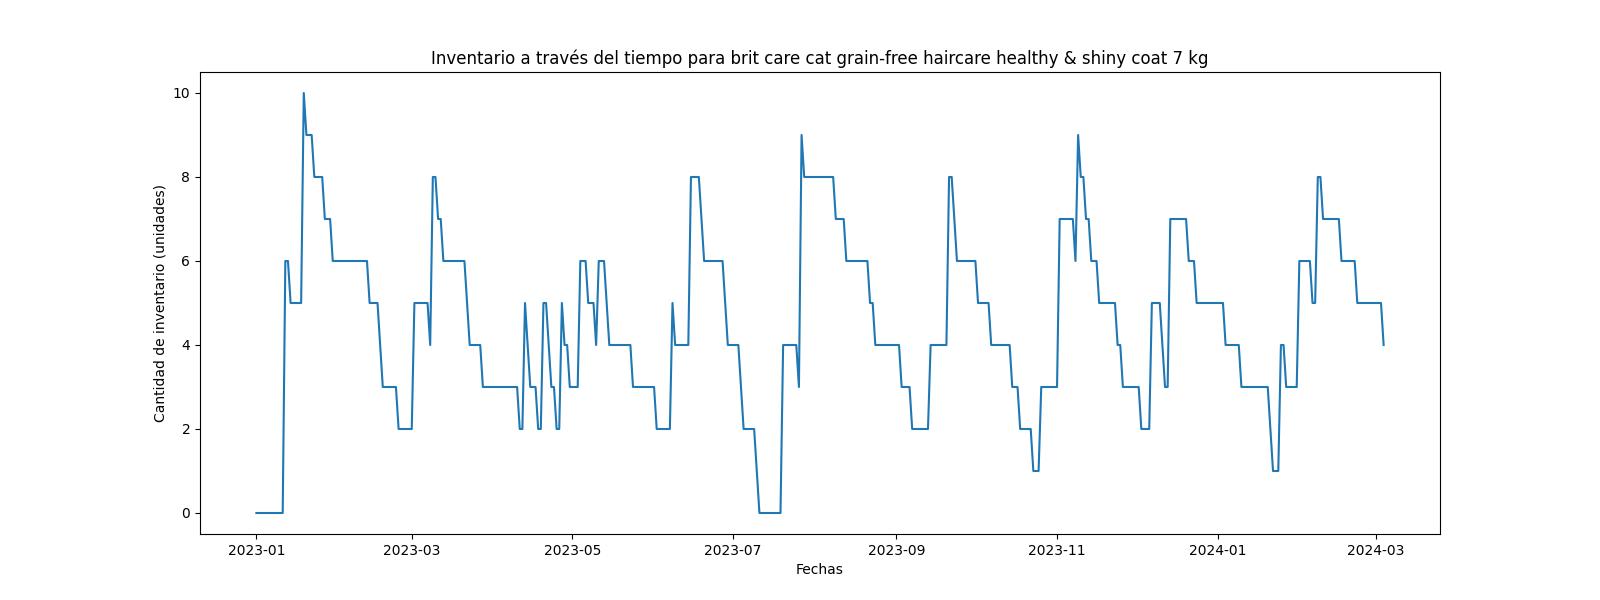 Inventario a través del tiempo para brit care cat grain-free haircare healthy & shiny coat 7 kg
Cantidad de inventario (unidades)
10
8
6
4
2
0
2023-01 2023-03 2023-05 2023-07 2023-09 2023-11 2024-01 2024-03
Fechas